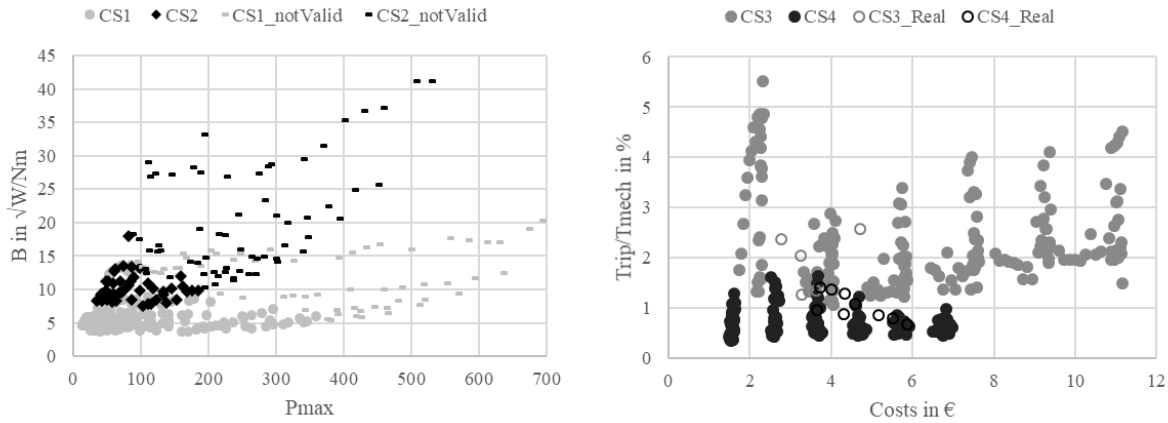 CS1 CS2 CS1_notValid CS2_notValid
45
40
35
30
25
20
15
10
5
0
B in √W/Nm
0 100 200 300 400 500 600 700
Pmax
CS3 CS4 CS3_Real CS4_Real
6
5
4
3
2
1
0
Trip/Tmech in %
0 2 4 6 8 10 12
Costs in €